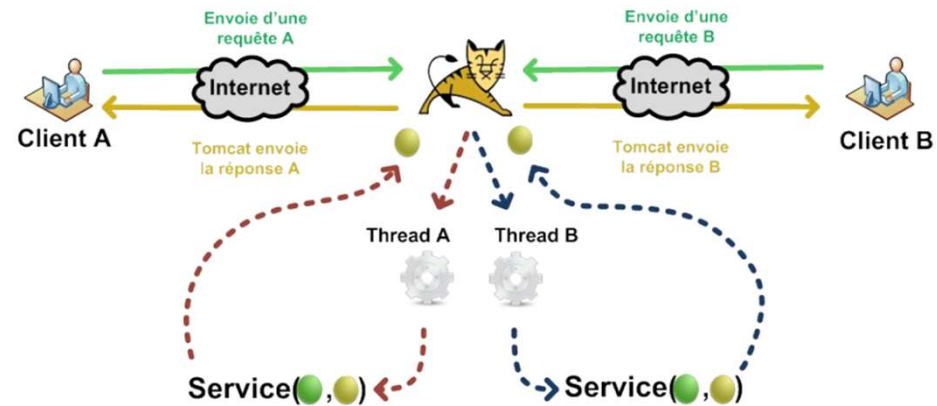 Envoie d'une
requête A
Envoie d'une
requête B
Internet
Internet
Client A
Client B
Tomcat envoie
la réponse A
Tomcat envoie
la réponse B
Thread A
Thread B
Service( , )
Service( , )